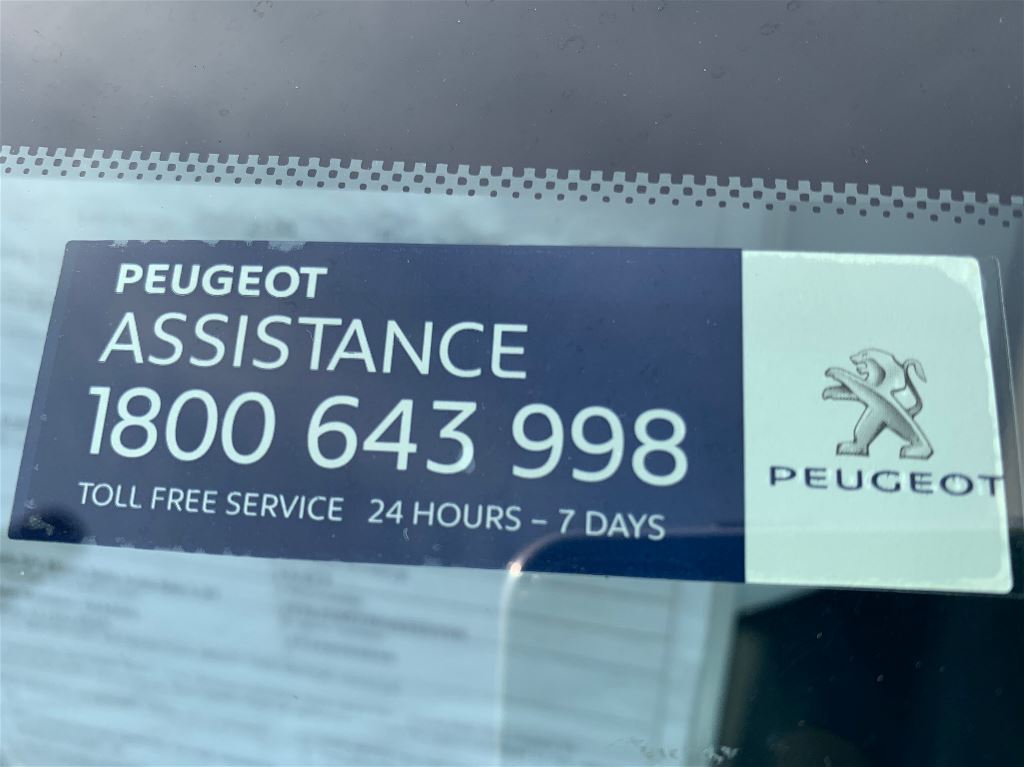 PEUGEOT
ASSISTANCE
1800 643 998
TOLL FREE SERVICE 24 HOURS – 7 DAYS
PEUGEOT